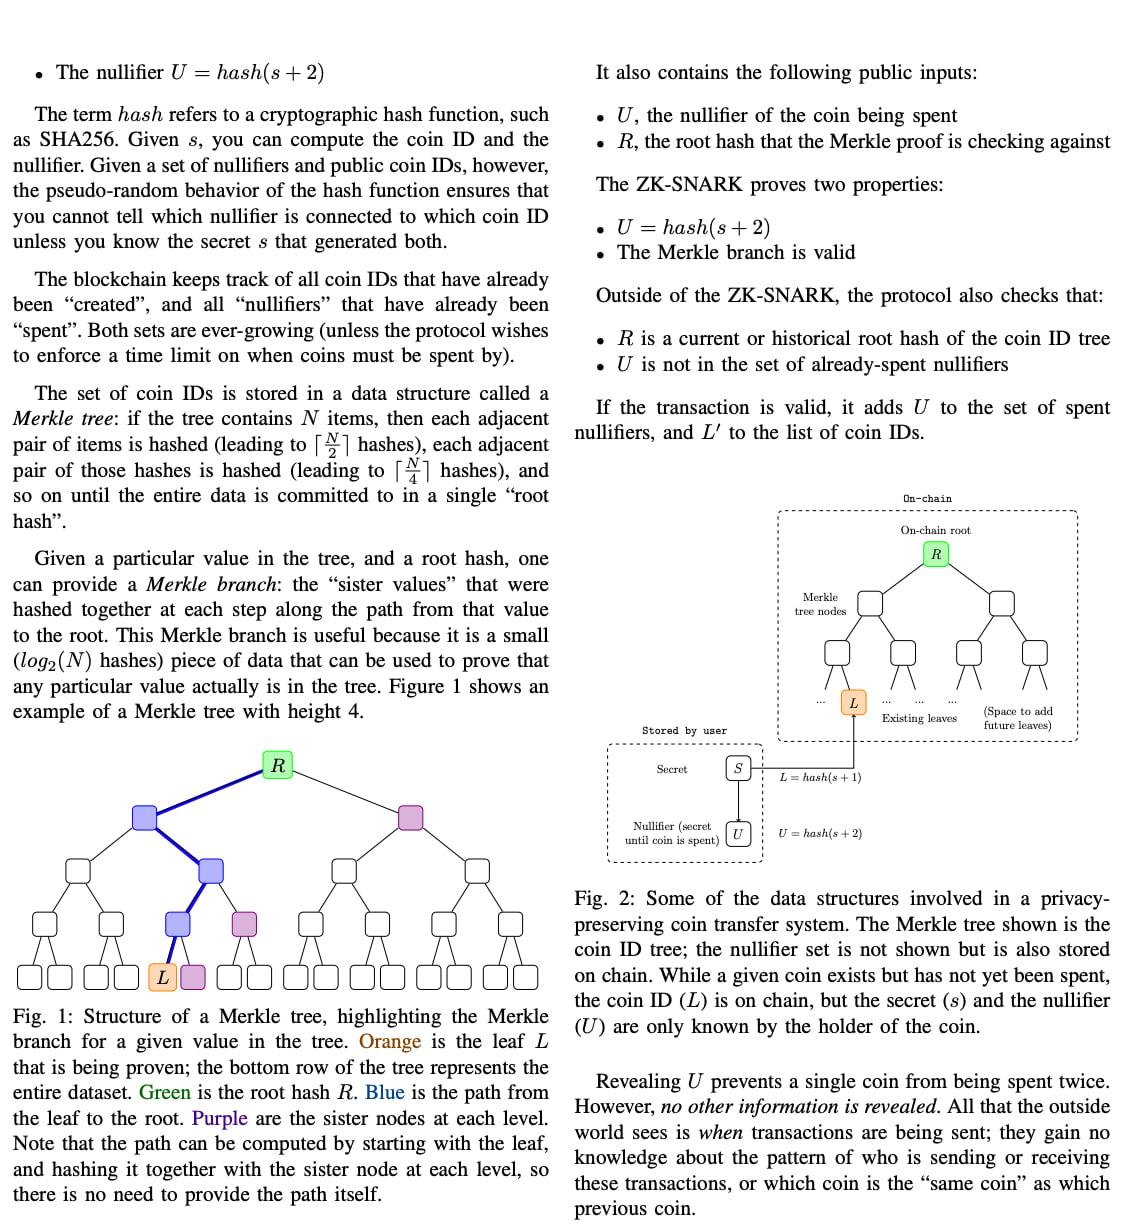 • The nullifier U = hash(s + 2)
The term hash refers to a cryptographic hash function, such
as SHA256. Given s, you can compute the coin ID and the
nullifier. Given a set of nullifiers and public coin IDs, however,
the pseudo-random behavior of the hash function ensures that
you cannot tell which nullifier is connected to which coin ID
unless you know the secret s that generated both.
The blockchain keeps track of all coin IDs that have already
been “created”, and all “nullifiers” that have already been
“spent”. Both sets are ever-growing (unless the protocol wishes
to enforce a time limit on when coins must be spent by).
The set of coin IDs is stored in a data structure called a
Merkle tree: if the tree contains N items, then each adjacent
pair of items is hashed (leading to ⌈N/2⌉ hashes), each adjacent
pair of those hashes is hashed (leading to ⌈N/4⌉ hashes), and
so on until the entire data is committed to in a single “root
hash”.
Given a particular value in the tree, and a root hash, one
can provide a Merkle branch: the “sister values” that were
hashed together at each step along the path from that value
to the root. This Merkle branch is useful because it is a small
(log₂(N) hashes) piece of data that can be used to prove that
any particular value actually is in the tree. Figure 1 shows an
example of a Merkle tree with height 4.
R
L
Fig. 1: Structure of a Merkle tree, highlighting the Merkle
branch for a given value in the tree. Orange is the leaf L
that is being proven; the bottom row of the tree represents the
entire dataset. Green is the root hash R. Blue is the path from
the leaf to the root. Purple are the sister nodes at each level.
Note that the path can be computed by starting with the leaf,
and hashing it together with the sister node at each level, so
there is no need to provide the path itself.
It also contains the following public inputs:
• U, the nullifier of the coin being spent
• R, the root hash that the Merkle proof is checking against
The ZK-SNARK proves two properties:
• U = hash(s + 2)
• The Merkle branch is valid
Outside of the ZK-SNARK, the protocol also checks that:
• R is a current or historical root hash of the coin ID tree
• U is not in the set of already-spent nullifiers
If the transaction is valid, it adds U to the set of spent
nullifiers, and L′ to the list of coin IDs.
On-chain
On-chain root
R
Merkle
tree nodes
... L ... ... ...
Existing leaves
(Space to add
future leaves)
Stored by user
Secret
S
L = hash(s + 1)
Nullifier (secret
until coin is spent)
U
U = hash(s + 2)
Fig. 2: Some of the data structures involved in a privacy-
preserving coin transfer system. The Merkle tree shown is the
coin ID tree; the nullifier set is not shown but is also stored
on chain. While a given coin exists but has not yet been spent,
the coin ID (L) is on chain, but the secret (s) and the nullifier
(U) are only known by the holder of the coin.
Revealing U prevents a single coin from being spent twice.
However, no other information is revealed. All that the outside
world sees is when transactions are being sent; they gain no
knowledge about the pattern of who is sending or receiving
these transactions, or which coin is the “same coin” as which
previous coin.